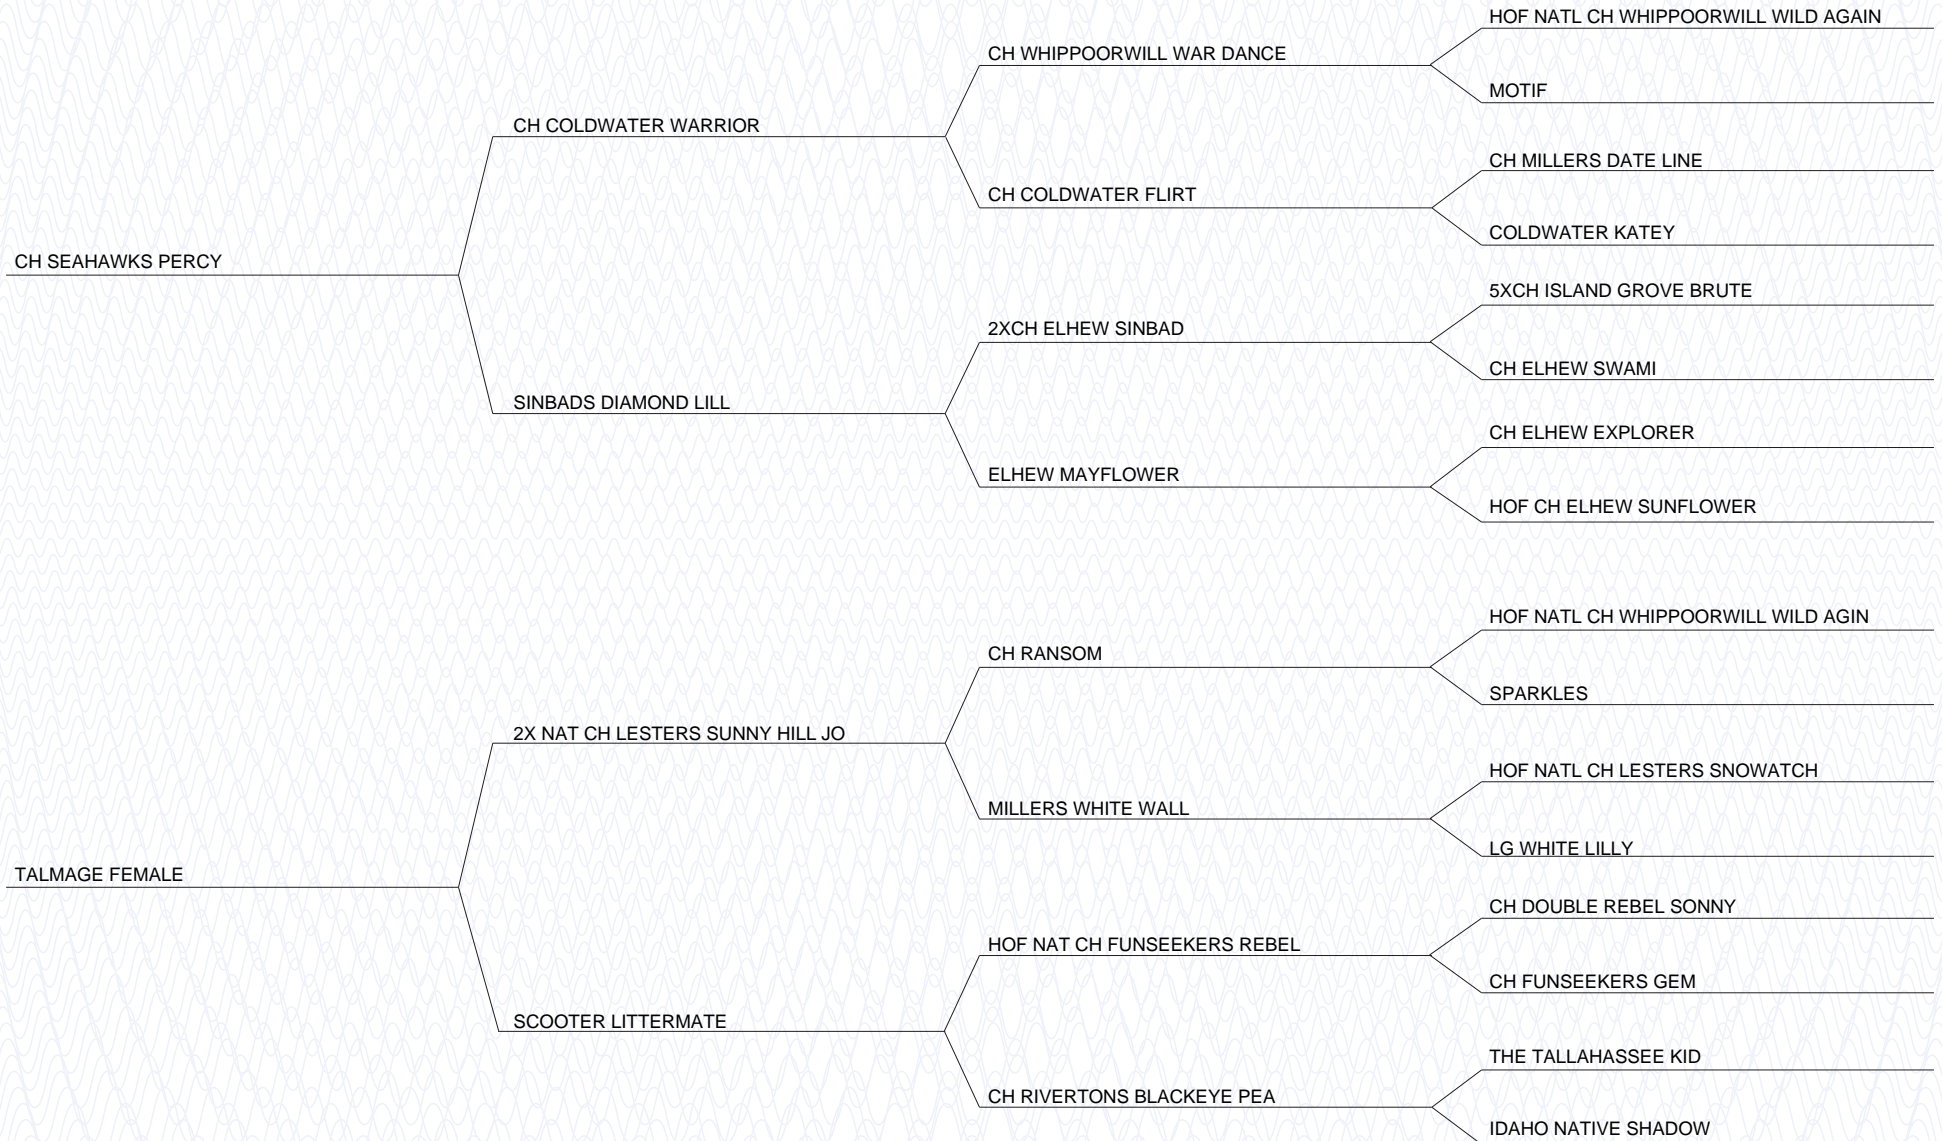 HOF NATL CH WHIPPOORWILL WILD AGAIN
CH WHIPPOORWILL WAR DANCE
MOTIF
CH COLDWATER WARRIOR
CH MILLERS DATE LINE
CH COLDWATER FLIRT
COLDWATER KATEY
CH SEAHAWKS PERCY
5XCH ISLAND GROVE BRUTE
2XCH ELHEW SINBAD
CH ELHEW SWAMI
SINBADS DIAMOND LILL
CH ELHEW EXPLORER
ELHEW MAYFLOWER
HOF CH ELHEW SUNFLOWER
HOF NATL CH WHIPPOORWILL WILD AGIN
CH RANSOM
SPARKLES
2X NAT CH LESTERS SUNNY HILL JO
HOF NATL CH LESTERS SNOWATCH
MILLERS WHITE WALL
LG WHITE LILLY
TALMAGE FEMALE
CH DOUBLE REBEL SONNY
HOF NAT CH FUNSEEKERS REBEL
CH FUNSEEKERS GEM
SCOOTER LITTERMATE
THE TALLAHASSEE KID
CH RIVERTONS BLACKEYE PEA
IDAHO NATIVE SHADOW